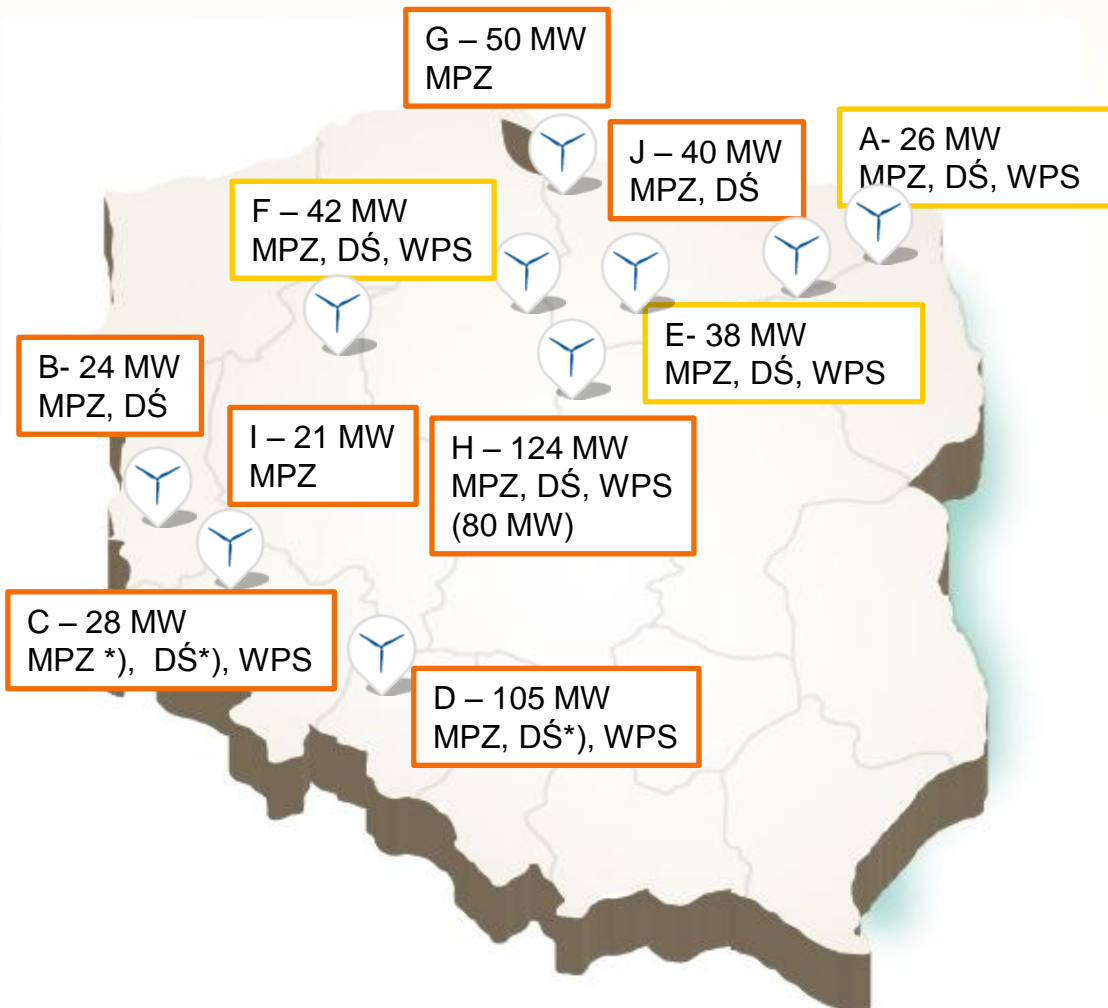 G – 50 MW
MPZ
J – 40 MW
MPZ, DŚ
A- 26 MW
MPZ, DŚ, WPS
F – 42 MW
MPZ, DŚ, WPS
E- 38 MW
MPZ, DŚ, WPS
B- 24 MW
MPZ, DŚ
I – 21 MW
MPZ
H – 124 MW
MPZ, DŚ, WPS
(80 MW)
C – 28 MW
MPZ *), DŚ*), WPS
D – 105 MW
MPZ, DŚ*), WPS